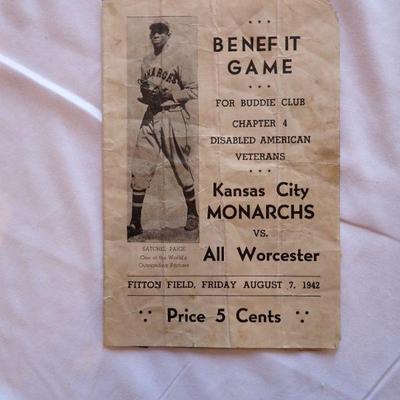 MONARCHS
SATCHEL PAIGE
One of the World's
Outstanding Pitchers
BENEFIT
GAME
FOR BUDDIE CLUB
CHAPTER 4
DISABLED AMERICAN
VETERANS
Kansas City
MONARCHS
VS.
All Worcester
FITTON FIELD, FRIDAY AUGUST 7, 1942
Price 5 Cents